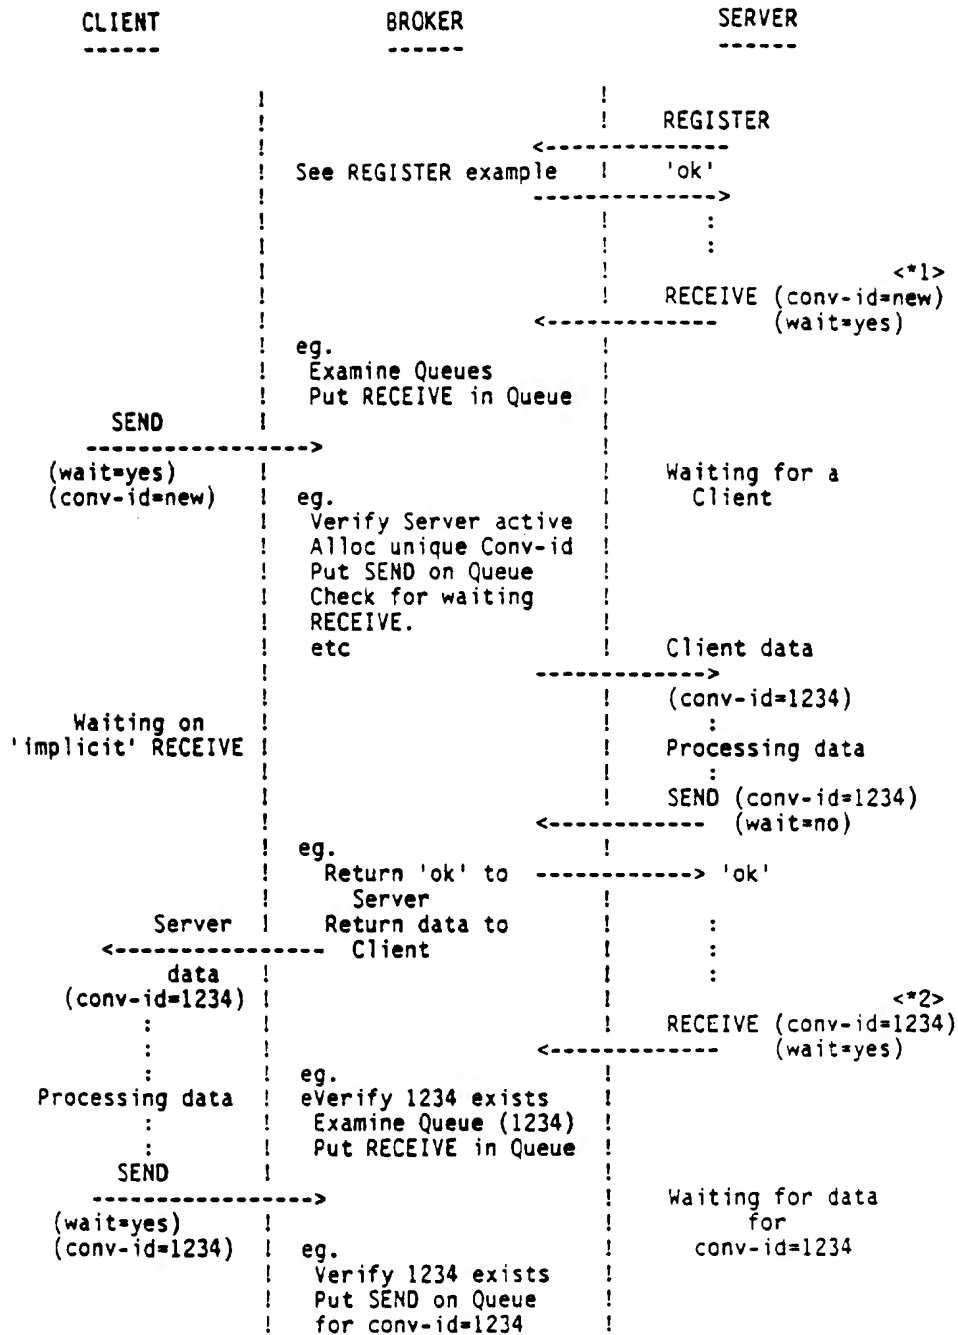 CLIENT BROKER SERVER
------ ------ ------
REGISTER
<---------------
See REGISTER example 'ok'
--------------->
:
:
<*1>
RECEIVE (conv-id=new)
<-------------- (wait=yes)
eg.
Examine Queues
Put RECEIVE in Queue
SEND
------------------>
(wait=yes) Waiting for a
(conv-id=new) eg. Client
Verify Server active
Alloc unique Conv-id
Put SEND on Queue
Check for waiting
RECEIVE.
etc Client data
-------------->
(conv-id=1234)
Waiting on :
'implicit' RECEIVE Processing data
:
SEND (conv-id=1234)
<------------- (wait=no)
eg.
Return 'ok' to -------------> 'ok'
Server
Server Return data to :
<----------------- Client :
data :
(conv-id=1234) <*2>
: RECEIVE (conv-id=1234)
: <-------------- (wait=yes)
: eg.
Processing data eVerify 1234 exists
: Examine Queue (1234)
: Put RECEIVE in Queue
SEND
-----------------> Waiting for data
(wait=yes) for
(conv-id=1234) eg. conv-id=1234
Verify 1234 exists
Put SEND on Queue
for conv-id=1234